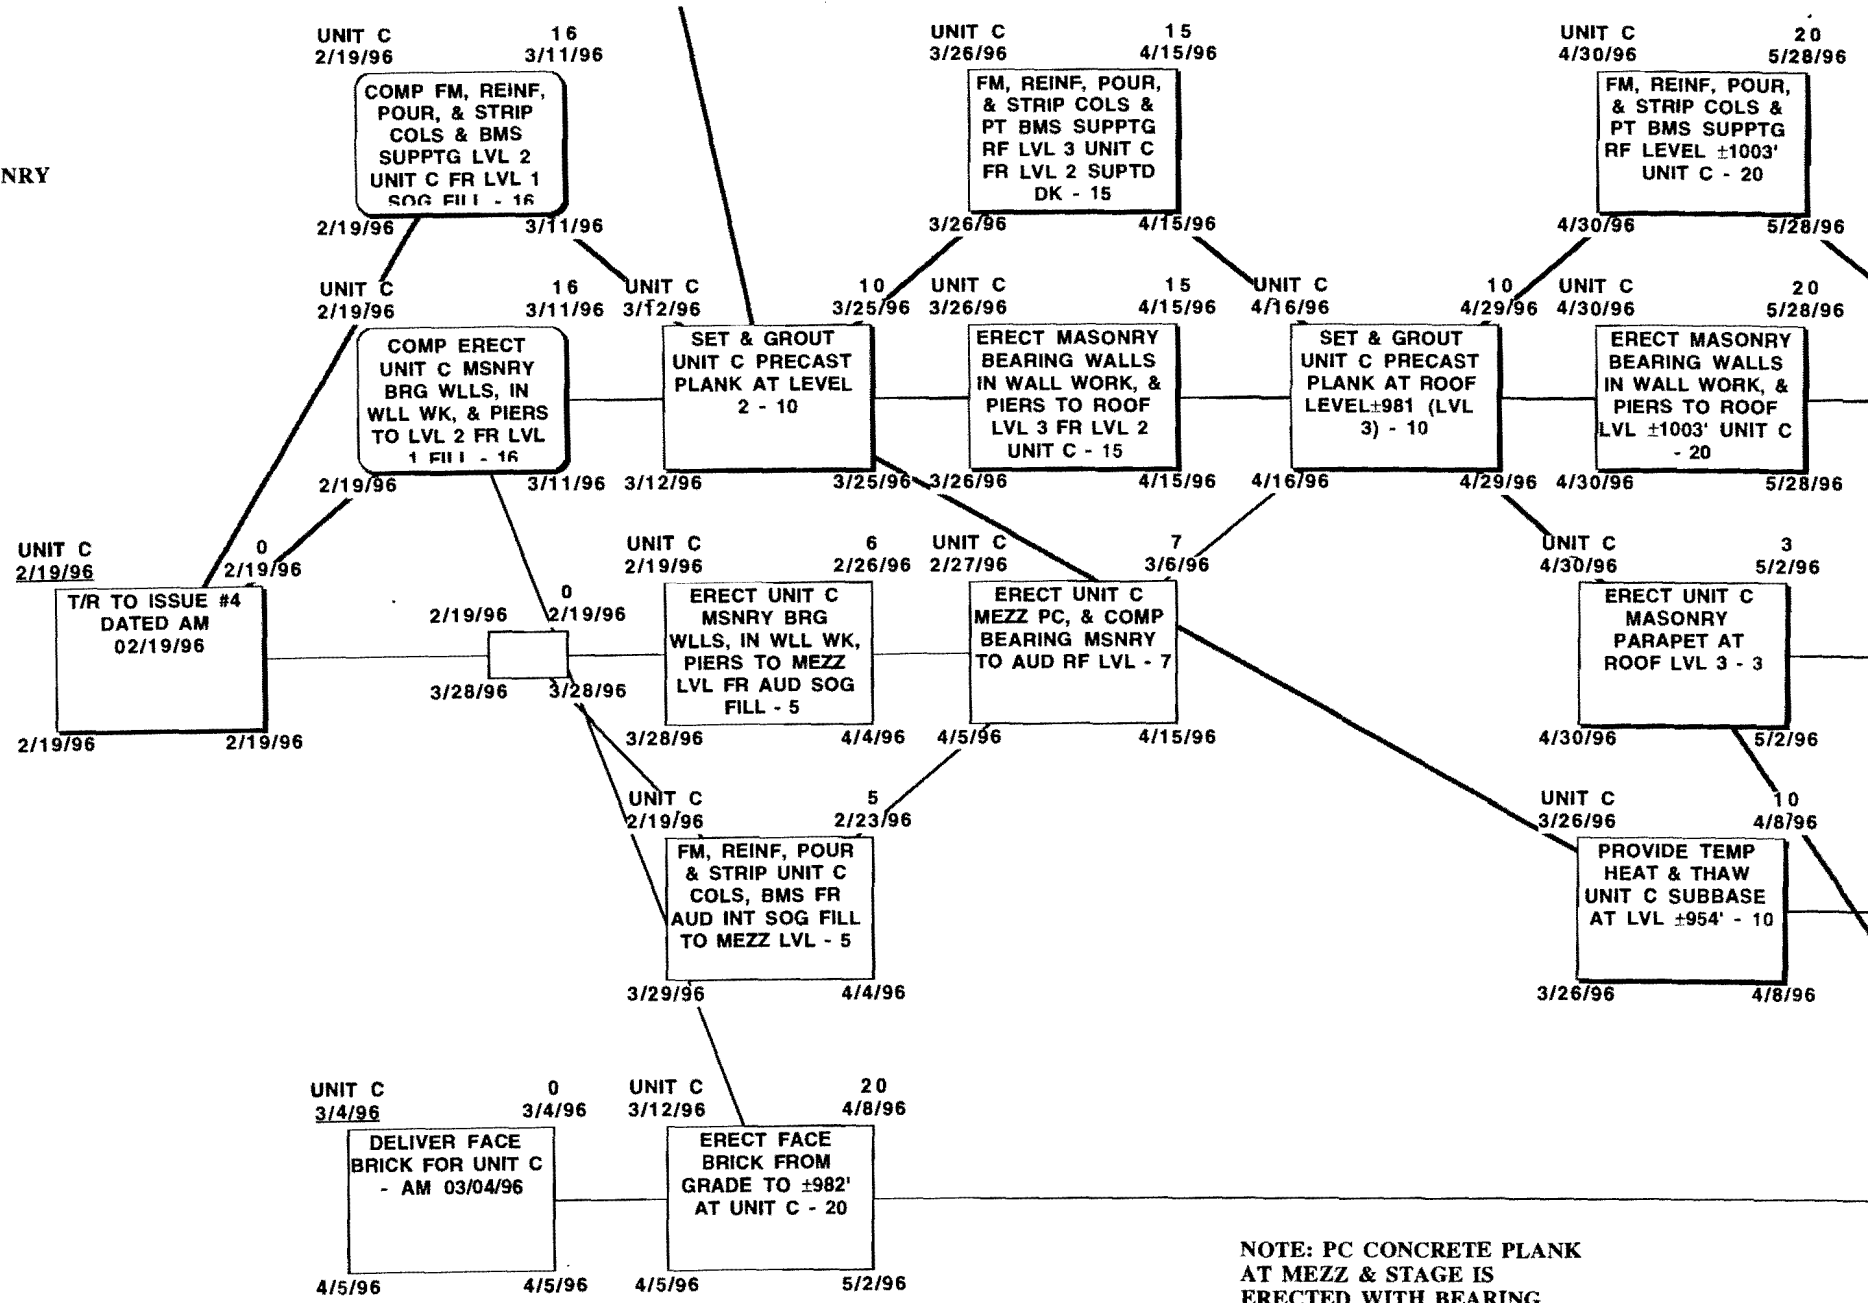 NRY
UNIT C 16
2/19/96 3/11/96
COMP FM, REINF,
POUR, & STRIP
COLS & BMS
SUPPTG LVL 2
UNIT C FR LVL 1
SOG FILL - 16
2/19/96 3/11/96
UNIT C 15
3/26/96 4/15/96
FM, REINF, POUR,
& STRIP COLS &
PT BMS SUPPTG
RF LVL 3 UNIT C
FR LVL 2 SUPTD
DK - 15
3/26/96 4/15/96
UNIT C 20
4/30/96 5/28/96
FM, REINF, POUR,
& STRIP COLS &
PT BMS SUPPTG
RF LEVEL ±1003'
UNIT C - 20
4/30/96 5/28/96
UNIT C 16
2/19/96 3/11/96
COMP ERECT
UNIT C MSNRY
BRG WLLS, IN
WLL WK, & PIERS
TO LVL 2 FR LVL
1 FILL - 16
2/19/96 3/11/96
UNIT C 10
3/12/96 3/25/96
SET & GROUT
UNIT C PRECAST
PLANK AT LEVEL
2 - 10
3/12/96 3/25/96
UNIT C 15
3/26/96 4/15/96
ERECT MASONRY
BEARING WALLS
IN WALL WORK, &
PIERS TO ROOF
LVL 3 FR LVL 2
UNIT C - 15
3/26/96 4/15/96
UNIT C 10
4/16/96 4/29/96
SET & GROUT
UNIT C PRECAST
PLANK AT ROOF
LEVEL±981 (LVL
3) - 10
4/16/96 4/29/96
UNIT C 20
4/30/96 5/28/96
ERECT MASONRY
BEARING WALLS
IN WALL WORK, &
PIERS TO ROOF
LVL ±1003' UNIT C
- 20
4/30/96 5/28/96
UNIT C 0
2/19/96 2/19/96
T/R TO ISSUE #4
DATED AM
02/19/96
2/19/96 2/19/96
0
2/19/96 2/19/96
3/28/96 3/28/96
UNIT C 6
2/19/96 2/26/96
ERECT UNIT C
MSNRY BRG
WLLS, IN WLL WK,
PIERS TO MEZZ
LVL FR AUD SOG
FILL - 5
3/28/96 4/4/96
UNIT C 7
2/27/96 3/6/96
ERECT UNIT C
MEZZ PC, & COMP
BEARING MSNRY
TO AUD RF LVL - 7
4/5/96 4/15/96
UNIT C 3
4/30/96 5/2/96
ERECT UNIT C
MASONRY
PARAPET AT
ROOF LVL 3 - 3
4/30/96 5/2/96
UNIT C 5
2/19/96 2/23/96
FM, REINF, POUR
& STRIP UNIT C
COLS, BMS FR
AUD INT SOG FILL
TO MEZZ LVL - 5
3/29/96 4/4/96
UNIT C 10
3/26/96 4/8/96
PROVIDE TEMP
HEAT & THAW
UNIT C SUBBASE
AT LVL ±954' - 10
3/26/96 4/8/96
UNIT C 0
3/4/96 3/4/96
DELIVER FACE
BRICK FOR UNIT C
- AM 03/04/96
4/5/96 4/5/96
UNIT C 20
3/12/96 4/8/96
ERECT FACE
BRICK FROM
GRADE TO ±982'
AT UNIT C - 20
4/5/96 5/2/96
NOTE: PC CONCRETE PLANK
AT MEZZ & STAGE IS
ERECTED WITH BEARING